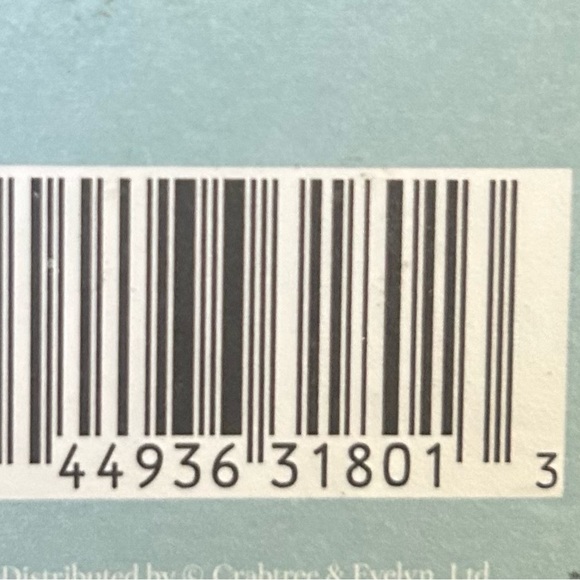 44936 31801 3
Distributed by © Crabtree & Evelyn, Ltd.